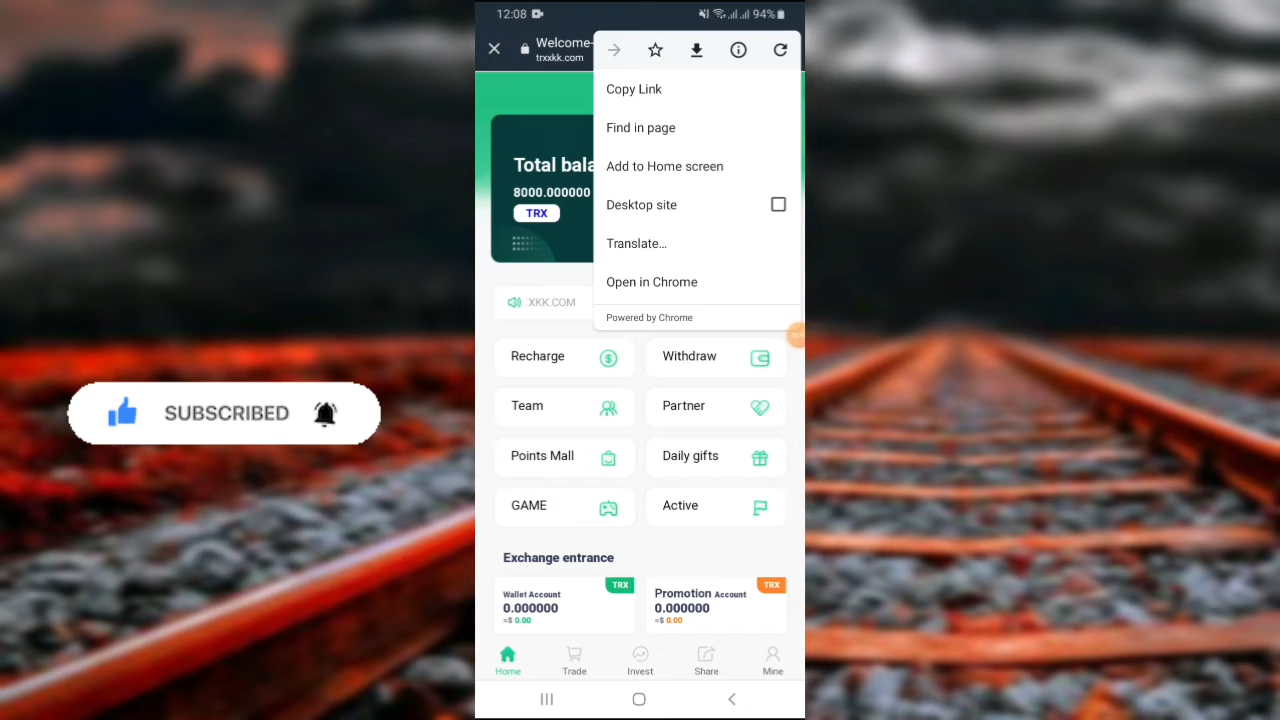 12:08
94%
Welcome-
trxxkk.com
Copy Link
Find in page
Add to Home screen
Desktop site
Translate...
Open in Chrome
Powered by Chrome
Total bala
8000.000000
TRX
XKK.COM
Recharge
Withdraw
Team
Partner
Points Mall
Daily gifts
GAME
Active
Exchange entrance
TRX
Wallet Account
0.000000
≈$ 0.00
TRX
Promotion Account
0.000000
≈$ 0.00
Home
Trade
Invest
Share
Mine
SUBSCRIBED